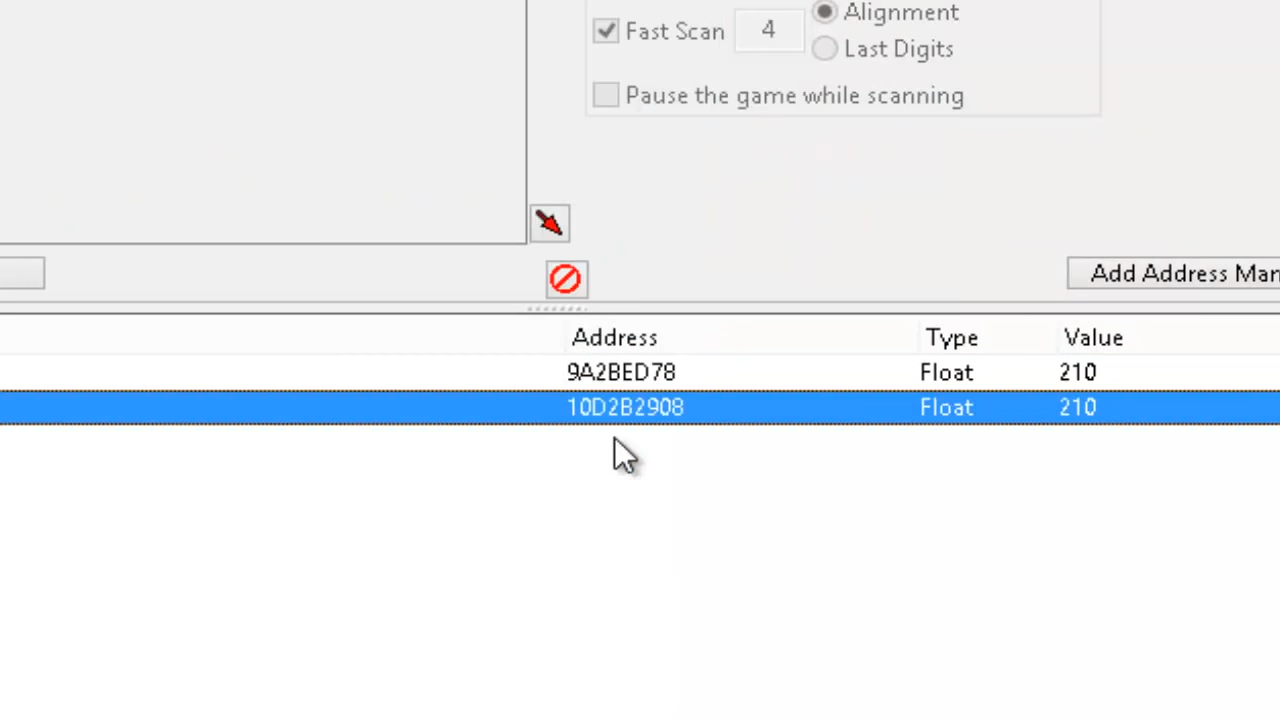 Alignment
Fast Scan 4
Last Digits
Pause the game while scanning
Add Address Man
Address Type Value
9A2BED78 Float 210
10D2B2908 Float 210